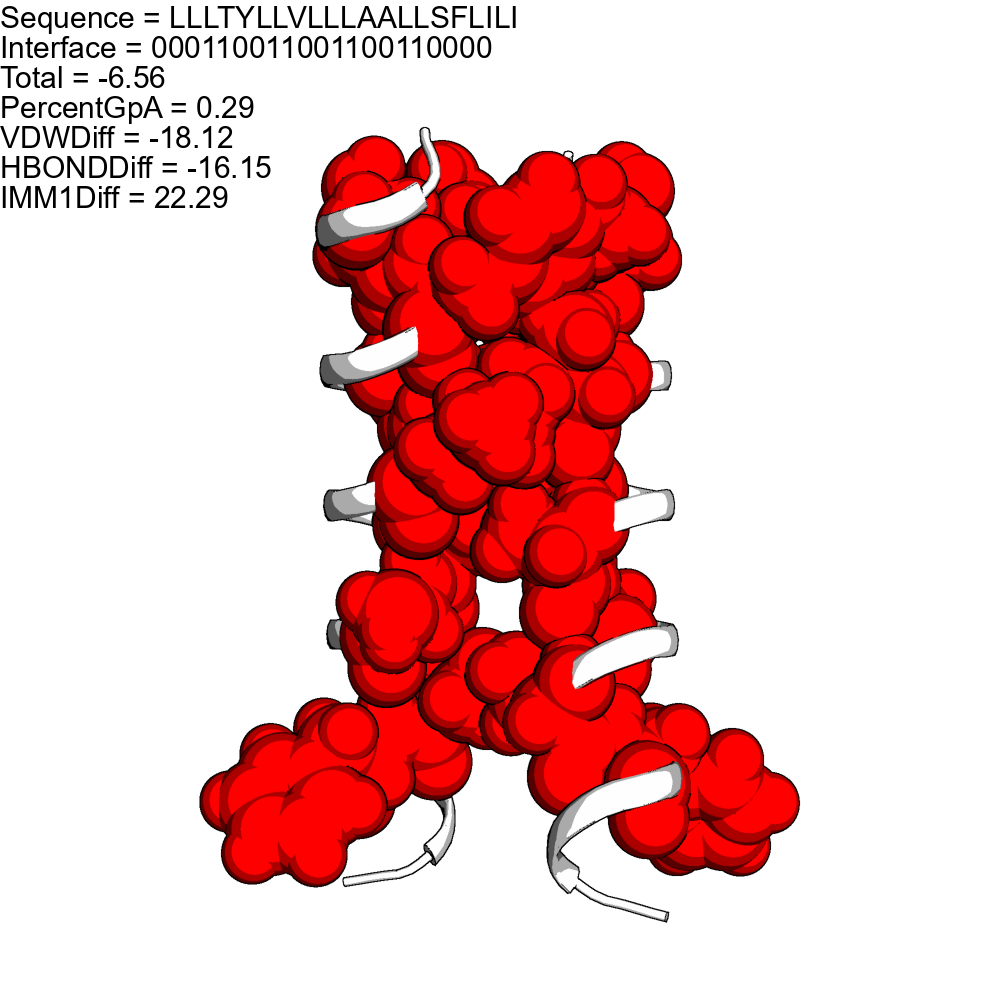 Sequence = LLLTYLLVLLLAALLSFLILI
Interface = 000110011001100110000
Total = -6.56
PercentGpA = 0.29
VDWDiff = -18.12
HBONDDiff = -16.15
IMM1Diff = 22.29